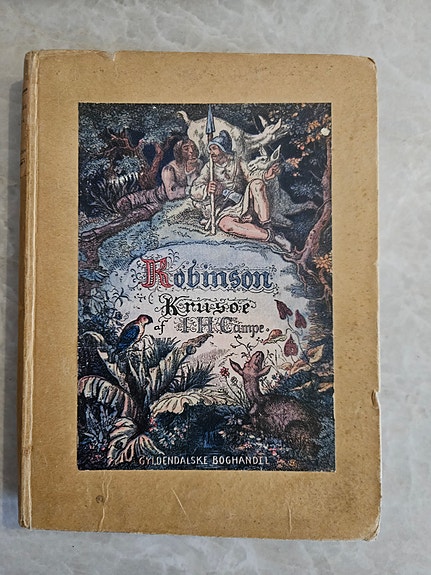 Robinson
Krusoe
af I.H. Campe.
GYLDENDALSKE BOGHANDEL